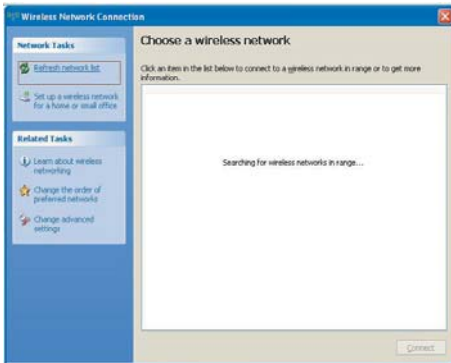 Wireless Network Connection
Network Tasks
Refresh network list
Set up a wireless network
for a home or small office
Related Tasks
Learn about wireless
networking
Change the order of
preferred networks
Change advanced
settings
Choose a wireless network
Click an item in the list below to connect to a wireless network in range or to get more
information.
Searching for wireless networks in range...
Connect